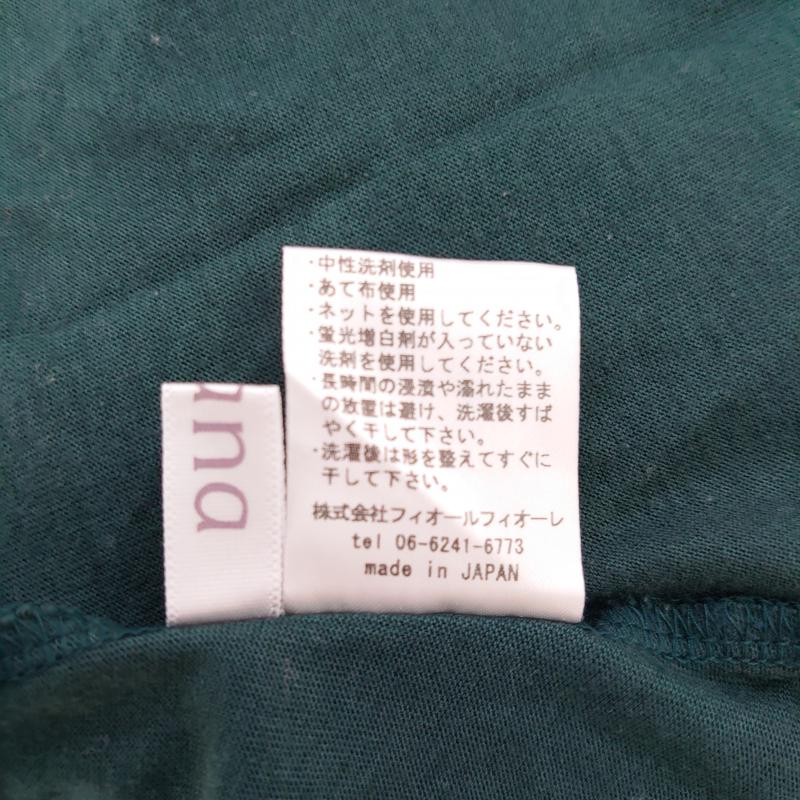 ・中性洗剤使用
・あて布使用
・ネットを使用してください。
・蛍光増白剤が入っていない
洗剤を使用してください。
・長時間の浸漬や濡れたまま
の放置は避け、洗濯後すば
やく干して下さい。
・洗濯後は形を整えてすぐに
干して下さい。
株式会社フィオールフィオーレ
tel 06-6241-6773
made in JAPAN
una